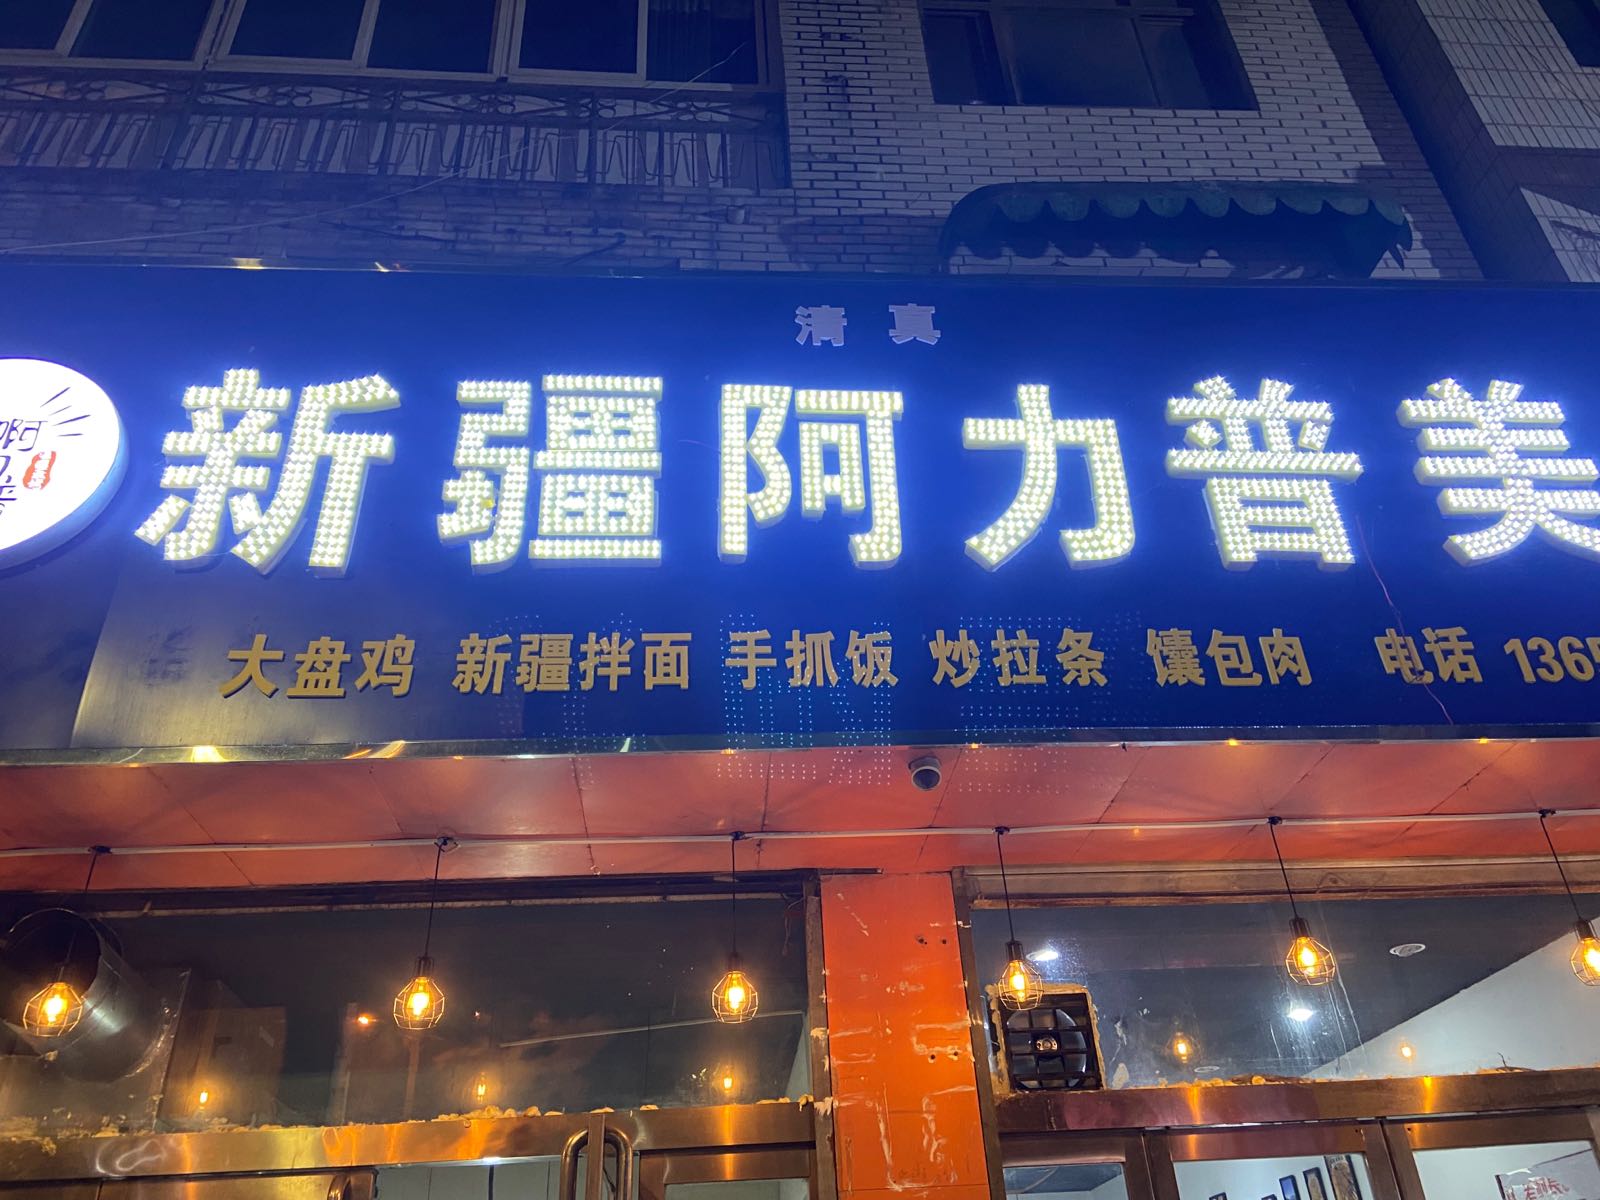 清真
新疆阿力普美
大盘鸡 新疆拌面 手抓饭 炒拉条 馕包肉 电话 136